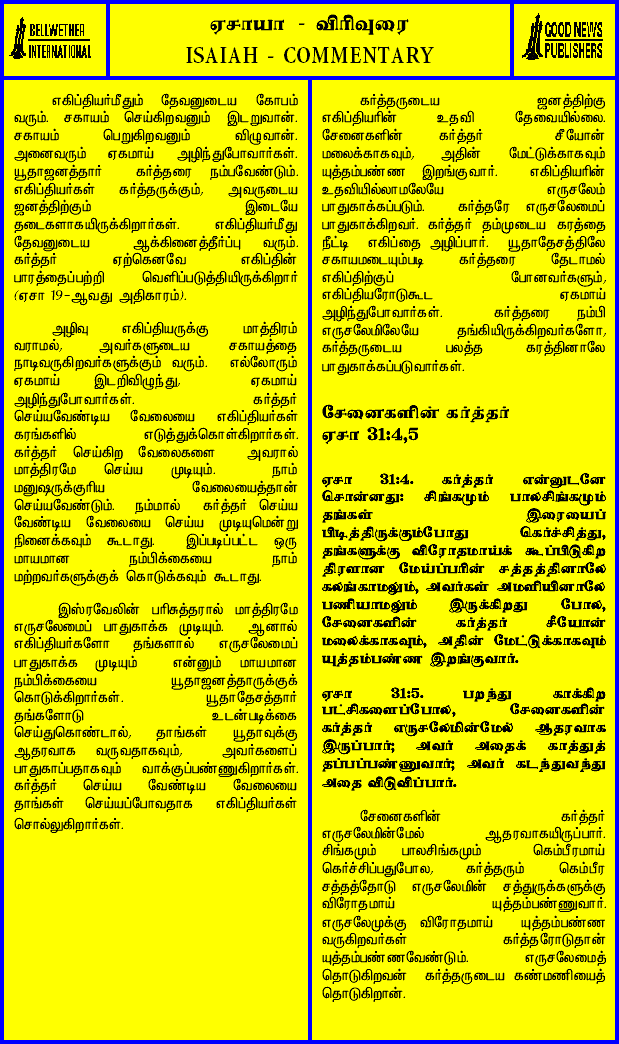 BELLWETHER
INTERNATIONAL
ஏசாயா - விரிவுரை
ISAIAH - COMMENTARY
GOOD NEWS
PUBLISHERS
எகிப்தியர்மீதும் தேவனுடைய கோபம்
வரும். சகாயம் செய்கிறவனும் இடறுவான்.
சகாயம் பெறுகிறவனும் விழுவான்.
அனைவரும் ஏகமாய் அழிந்துபோவார்கள்.
யூதாஜனத்தார் கர்த்தரை நம்பவேண்டும்.
எகிப்தியர்கள் கர்த்தருக்கும், அவருடைய
ஜனத்திற்கும் இடையே
தடைகளாகயிருக்கிறார்கள். எகிப்தியர்மீது
தேவனுடைய ஆக்கினைத்தீர்ப்பு வரும்.
கர்த்தர் ஏற்கெனவே எகிப்தின்
பாரத்தைப்பற்றி வெளிப்படுத்தியிருக்கிறார்
(ஏசா 19-ஆவது அதிகாரம்).
அழிவு எகிப்தியருக்கு மாத்திரம்
வராமல், அவர்களுடைய சகாயத்தை
நாடிவருகிறவர்களுக்கும் வரும். எல்லோரும்
ஏகமாய் இடறிவிழுந்து, ஏகமாய்
அழிந்துபோவார்கள். கர்த்தர்
செய்யவேண்டிய வேலையை எகிப்தியர்கள்
கரங்களில் எடுத்துக்கொள்கிறார்கள்.
கர்த்தர் செய்கிற வேலைகளை அவரால்
மாத்திரமே செய்ய முடியும். நாம்
மனுஷருக்குரிய வேலையைத்தான்
செய்யவேண்டும். நம்மால் கர்த்தர் செய்ய
வேண்டிய வேலையை செய்ய முடியுமென்று
நினைக்கவும் கூடாது. இப்படிப்பட்ட ஒரு
மாயமான நம்பிக்கையை நாம்
மற்றவர்களுக்குக் கொடுக்கவும் கூடாது.
இஸ்ரவேலின் பரிசுத்தரால் மாத்திரமே
எருசலேமைப் பாதுகாக்க முடியும். ஆனால்
எகிப்தியர்களோ தங்களால் எருசலேமைப்
பாதுகாக்க முடியும் என்னும் மாயமான
நம்பிக்கையை யூதாஜனத்தாருக்குக்
கொடுக்கிறார்கள். யூதாதேசத்தார்
தங்களோடு உடன்படிக்கை
செய்துகொண்டால், தாங்கள் யூதாவுக்கு
ஆதரவாக வருவதாகவும், அவர்களைப்
பாதுகாப்பதாகவும் வாக்குப்பண்ணுகிறார்கள்.
கர்த்தர் செய்ய வேண்டிய வேலையை
தாங்கள் செய்யப்போவதாக எகிப்தியர்கள்
சொல்லுகிறார்கள்.
கர்த்தருடைய ஜனத்திற்கு
எகிப்தியரின் உதவி தேவையில்லை.
சேனைகளின் கர்த்தர் சீயோன்
மலைக்காகவும், அதின் மேட்டுக்காகவும்
யுத்தம்பண்ண இறங்குவார். எகிப்தியரின்
உதவியில்லாமலேயே எருசலேம்
பாதுகாக்கப்படும். கர்த்தரே எருசலேமைப்
பாதுகாக்கிறவர். கர்த்தர் தம்முடைய கரத்தை
நீட்டி எகிப்தை அழிப்பார். யூதாதேசத்திலே
சகாயமடையும்படி கர்த்தரை தேடாமல்
எகிப்திற்குப் போனவர்களும்,
எகிப்தியரோடுகூட ஏகமாய்
அழிந்துபோவார்கள். கர்த்தரை நம்பி
எருசலேமிலேயே தங்கியிருக்கிறவர்களோ,
கர்த்தருடைய பலத்த கரத்தினாலே
பாதுகாக்கப்படுவார்கள்.
சேனைகளின் கர்த்தர்
ஏசா 31:4,5
ஏசா 31:4. கர்த்தர் என்னுடனே
சொன்னது: சிங்கமும் பாலசிங்கமும்
தங்கள் இரையைப்
பிடித்திருக்கும்போது கெர்ச்சித்து,
தங்களுக்கு விரோதமாய்க் கூப்பிடுகிற
திரளான மேய்ப்பரின் சத்தத்தினாலே
கலங்காமலும், அவர்கள் அமளியினாலே
பணியாமலும் இருக்கிறது போல,
சேனைகளின் கர்த்தர் சீயோன்
மலைக்காகவும், அதின் மேட்டுக்காகவும்
யுத்தம்பண்ண இறங்குவார்.
ஏசா 31:5. பறந்து காக்கிற
பட்சிகளைப்போல, சேனைகளின்
கர்த்தர் எருசலேமின்மேல் ஆதரவாக
இருப்பார்; அவர் அதைக் காத்துத்
தப்பப்பண்ணுவார்; அவர் கடந்துவந்து
அதை விடுவிப்பார்.
சேனைகளின் கர்த்தர்
எருசலேமின்மேல் ஆதரவாகயிருப்பார்.
சிங்கமும் பாலசிங்கமும் கெம்பீரமாய்
கெர்ச்சிப்பதுபோல, கர்த்தரும் கெம்பீர
சத்தத்தோடு எருசலேமின் சத்துருக்களுக்கு
விரோதமாய் யுத்தம்பண்ணுவார்.
எருசலேமுக்கு விரோதமாய் யுத்தம்பண்ண
வருகிறவர்கள் கர்த்தரோடுதான்
யுத்தம்பண்ணவேண்டும். எருசலேமைத்
தொடுகிறவன் கர்த்தருடைய கண்மணியைத்
தொடுகிறான்.